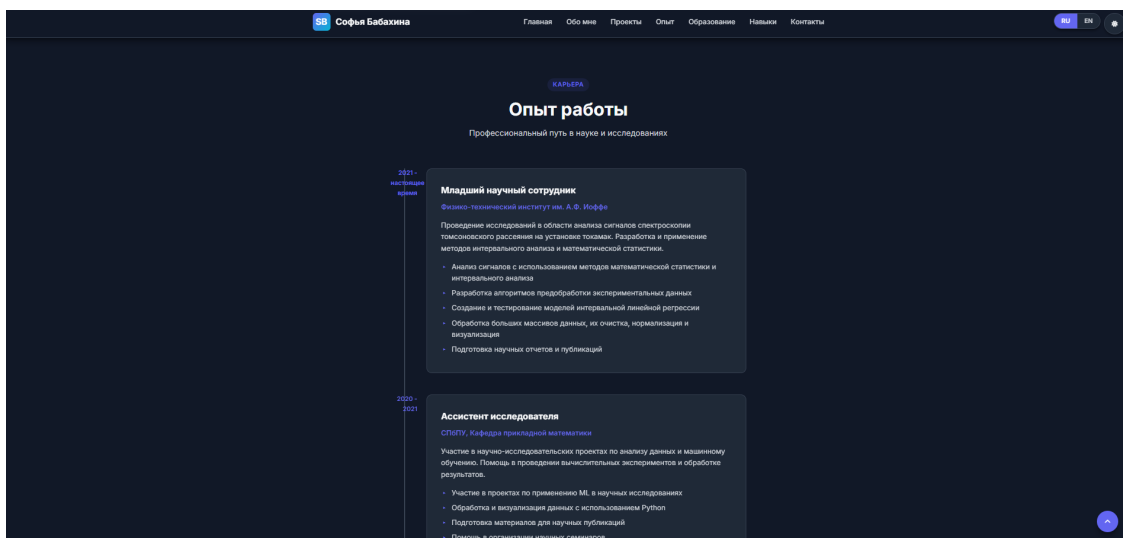 SB Софья Бабахина
Главная Обо мне Проекты Опыт Образование Навыки Контакты
RU EN
КАРЬЕРА
Опыт работы
Профессиональный путь в науке и исследованиях
2021 -
настоящее
время
Младший научный сотрудник
Физико-технический институт им. А.Ф. Иоффе
Проведение исследований в области анализа сигналов спектроскопии
томсоновского рассеяния на установке токамак. Разработка и применение
методов интервального анализа и математической статистики.
Анализ сигналов с использованием методов математической статистики и
интервального анализа
Разработка алгоритмов предобработки экспериментальных данных
Создание и тестирование моделей интервальной линейной регрессии
Обработка больших массивов данных, их очистка, нормализация и
визуализация
Подготовка научных отчетов и публикаций
2020 -
2021
Ассистент исследователя
СПбПУ, Кафедра прикладной математики
Участие в научно-исследовательских проектах по анализу данных и машинному
обучению. Помощь в проведении вычислительных экспериментов и обработке
результатов.
Участие в проектах по применению ML в научных исследованиях
Обработка и визуализация данных с использованием Python
Подготовка материалов для научных публикаций
Помощь в организации научных семинаров